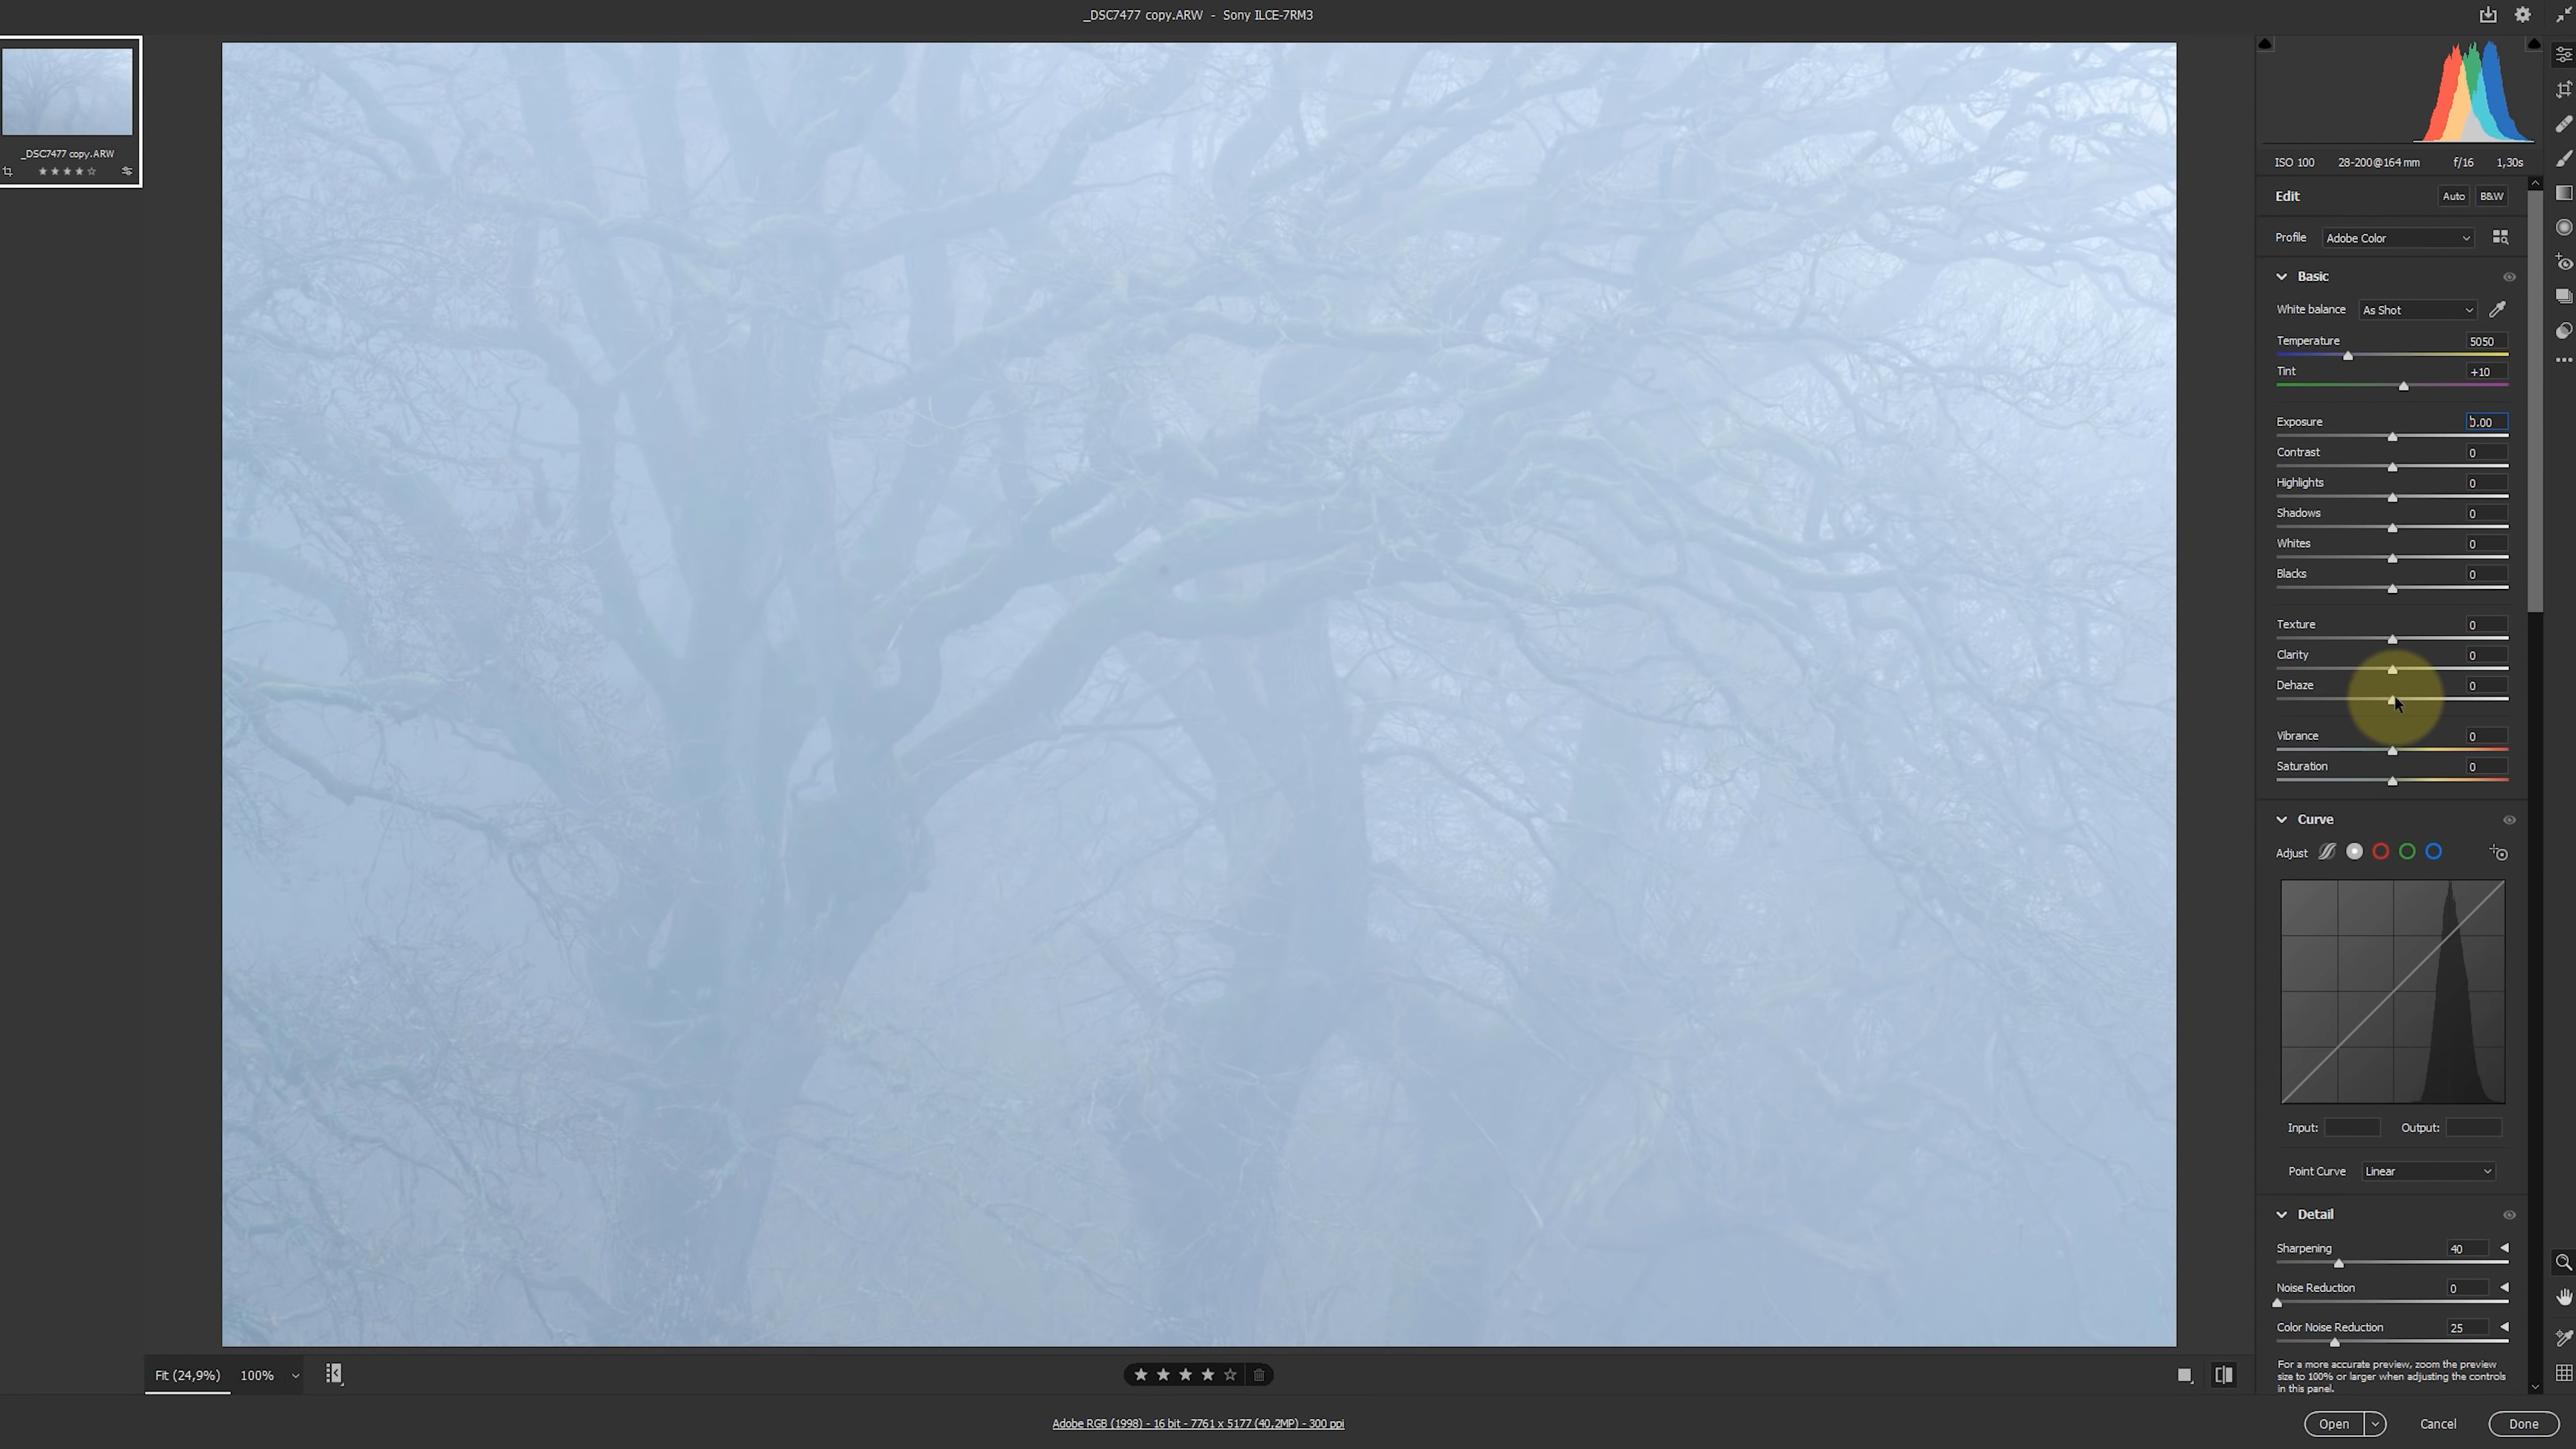 _DSC7477 copy.ARW - Sony ILCE-7RM3
_DSC7477 copy.ARW
ISO 100 28-200@164 mm f/16 1,30s
Edit Auto B&W
Profile Adobe Color
Basic
White balance As Shot
Temperature 5050
Tint +10
Exposure 0.00
Contrast 0
Highlights 0
Shadows 0
Whites 0
Blacks 0
Texture 0
Clarity 0
Dehaze 0
Vibrance 0
Saturation 0
Curve
Adjust
Input: Output:
Point Curve Linear
Detail
Sharpening 40
Noise Reduction 0
Color Noise Reduction 25
For a more accurate preview, zoom the preview
size to 100% or larger when adjusting the controls
in this panel.
Fit (24,9%) 100%
Adobe RGB (1998) - 16 bit - 7761 x 5177 (40,2MP) - 300 ppi
Open Cancel Done